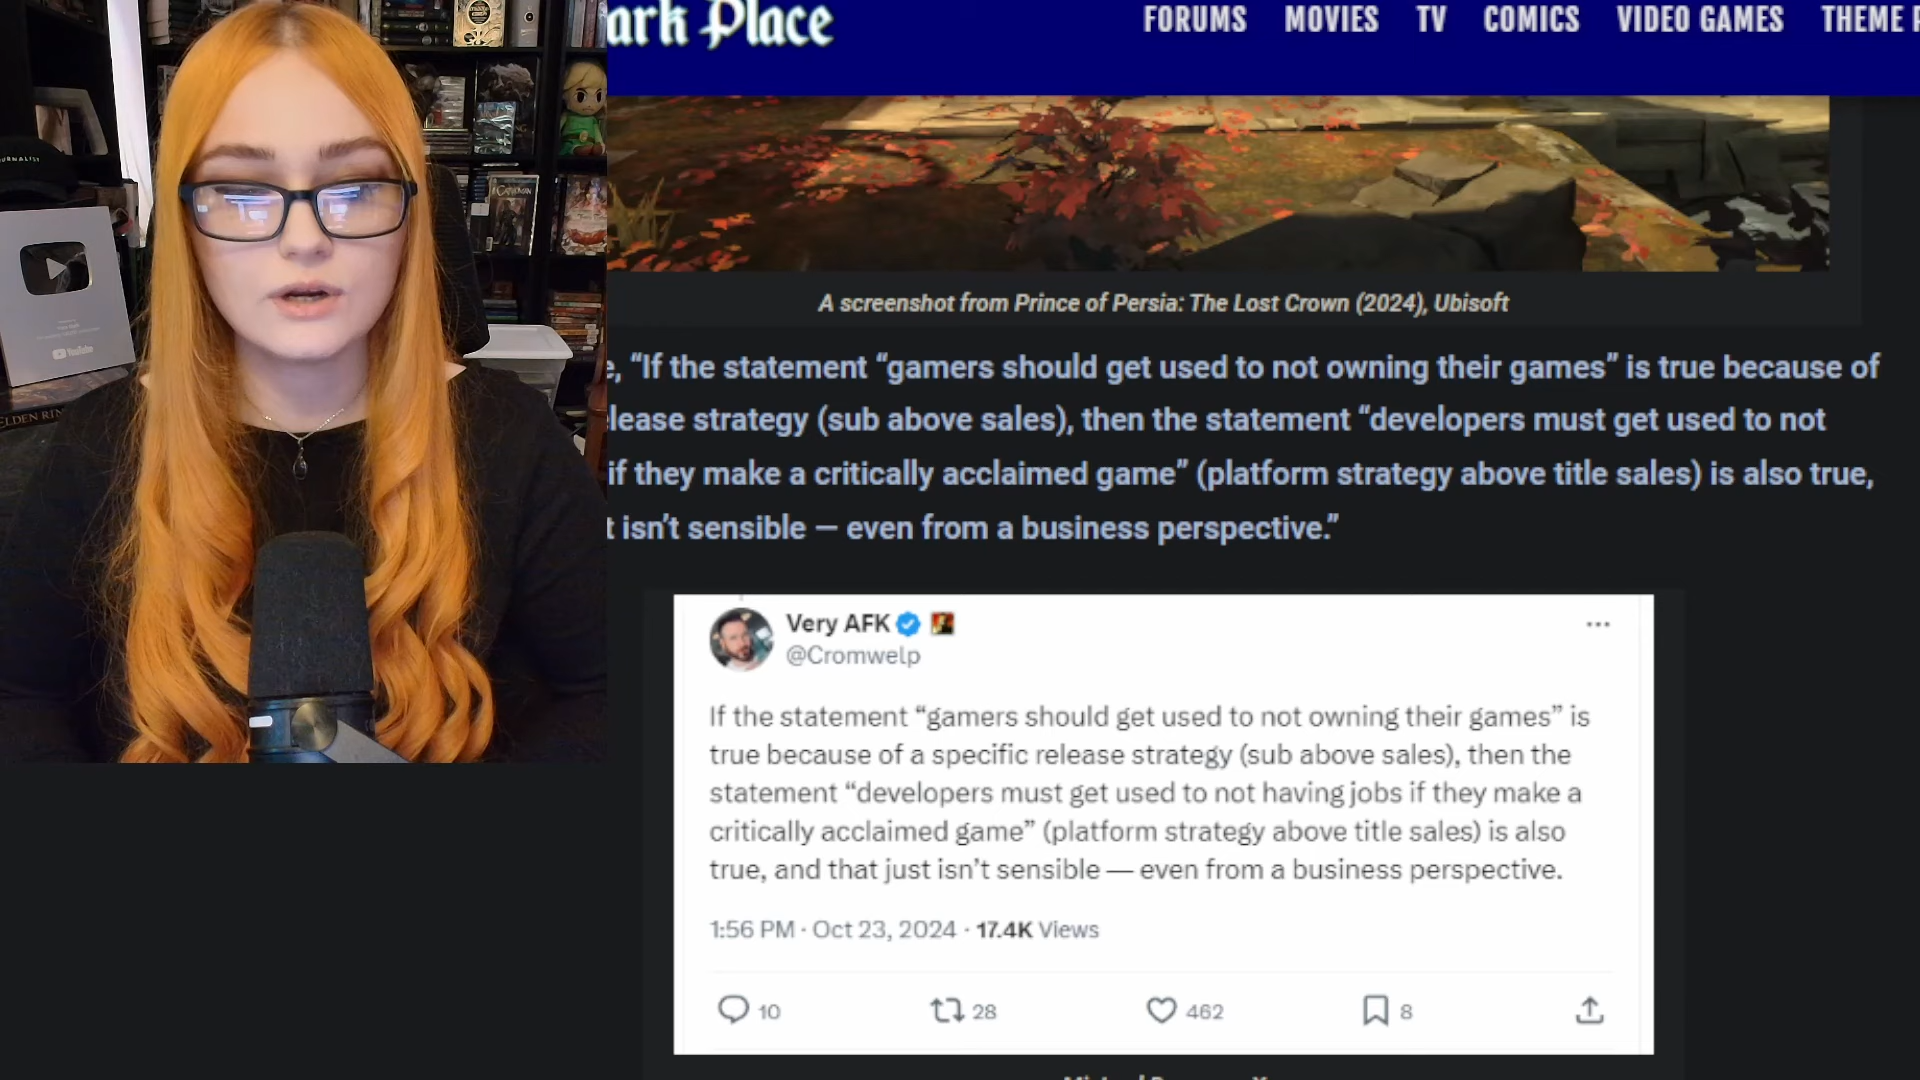 ark Place
FORUMS MOVIES TV COMICS VIDEO GAMES THEME P
A screenshot from Prince of Persia: The Lost Crown (2024), Ubisoft
e, “If the statement “gamers should get used to not owning their games” is true because of
lease strategy (sub above sales), then the statement “developers must get used to not
if they make a critically acclaimed game” (platform strategy above title sales) is also true,
t isn’t sensible — even from a business perspective.”
Very AFK
@Cromwelp
If the statement “gamers should get used to not owning their games” is
true because of a specific release strategy (sub above sales), then the
statement “developers must get used to not having jobs if they make a
critically acclaimed game” (platform strategy above title sales) is also
true, and that just isn’t sensible — even from a business perspective.
1:56 PM · Oct 23, 2024 · 17.4K Views
10 28 462 8
URNALIST
CATWOMAN
YouTube
ELDEN RIN